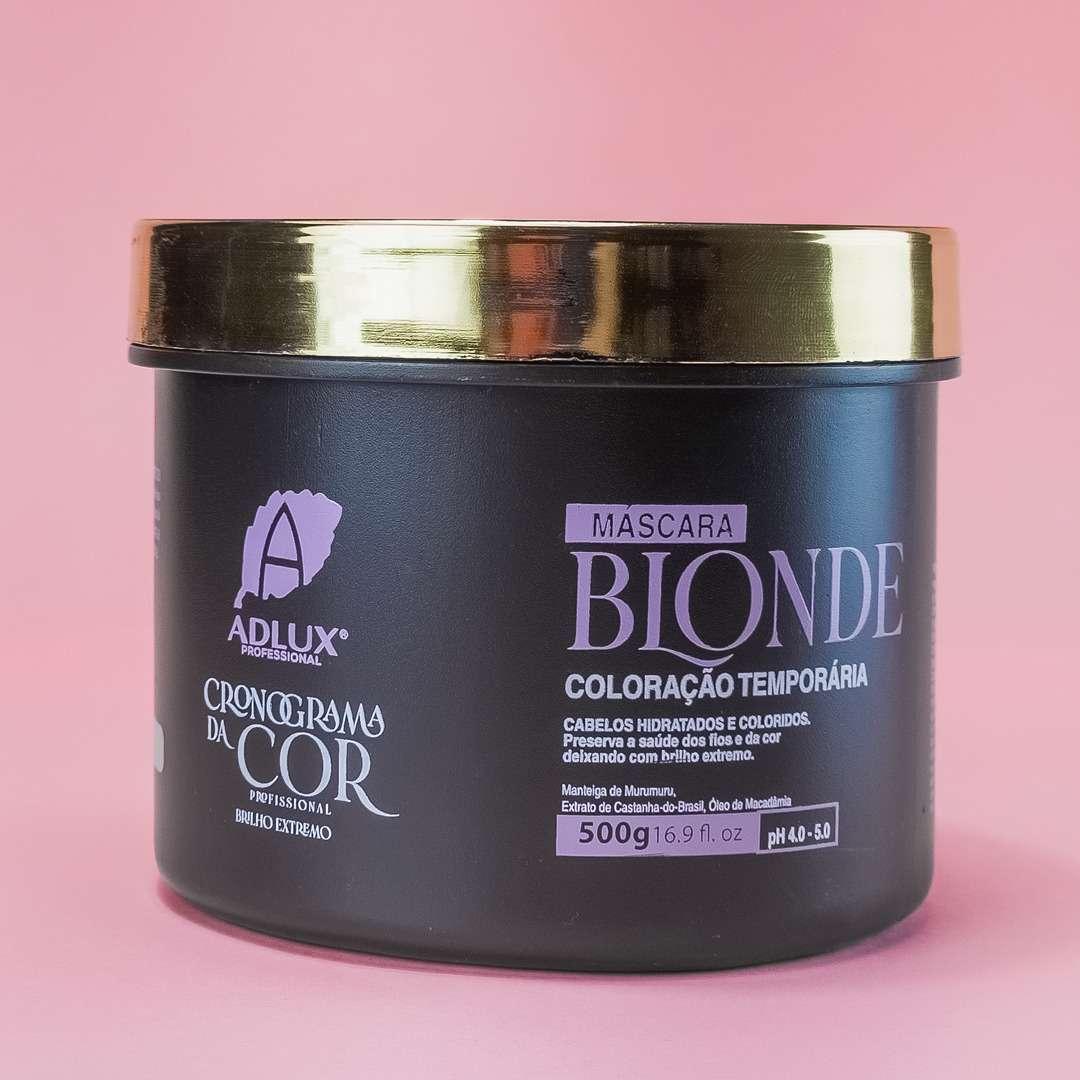 A
ADLUX®
PROFESSIONAL
CRONOGRAMA
DA COR
PROFISSIONAL
BRILHO EXTREMO
MÁSCARA
BLONDE
COLORAÇÃO TEMPORÁRIA
CABELOS HIDRATADOS E COLORIDOS.
Preserva a saúde dos fios e da cor
deixando com brilho extremo.
Manteiga de Murumuru,
Extrato de Castanha-do-Brasil, Óleo de Macadâmia
500g 16.9 fl. oz pH 4.0 - 5.0